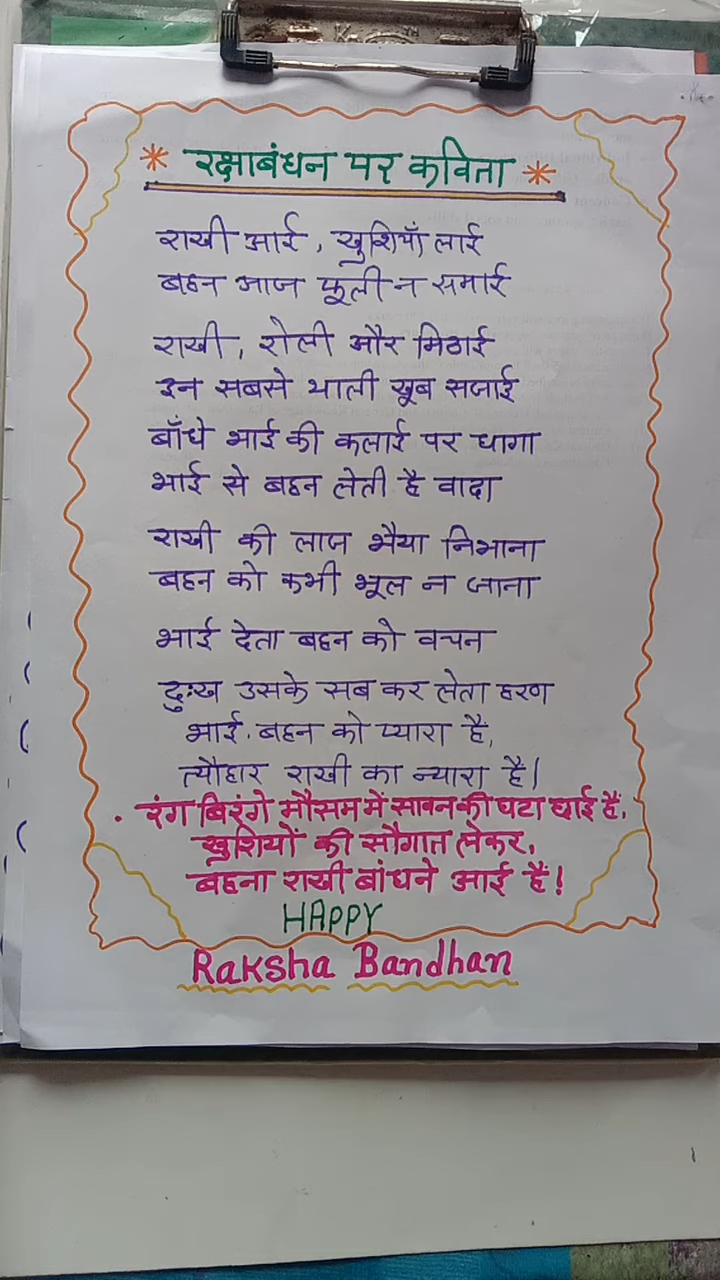 * रक्षाबंधन पर कविता *
राखी आई, खुशियाँ लाई
बहन आज फूली न समाई
राखी, रोली और मिठाई
इन सबसे थाली खूब सजाई
बाँधे भाई की कलाई पर धागा
भाई से बहन लेती है वादा
राखी की लाज भैया निभाना
बहन को कभी भूल न जाना
भाई देता बहन को वचन
दुःख उसके सब कर लेता हरण
भाई. बहन को प्यारा है,
त्यौहार राखी का न्यारा है।
. रंग बिरंगे मौसम में सावन की घटा छाई है,
खुशियों की सौगात लेकर,
बहना राखी बांधने आई है!
HAPPY
Raksha Bandhan